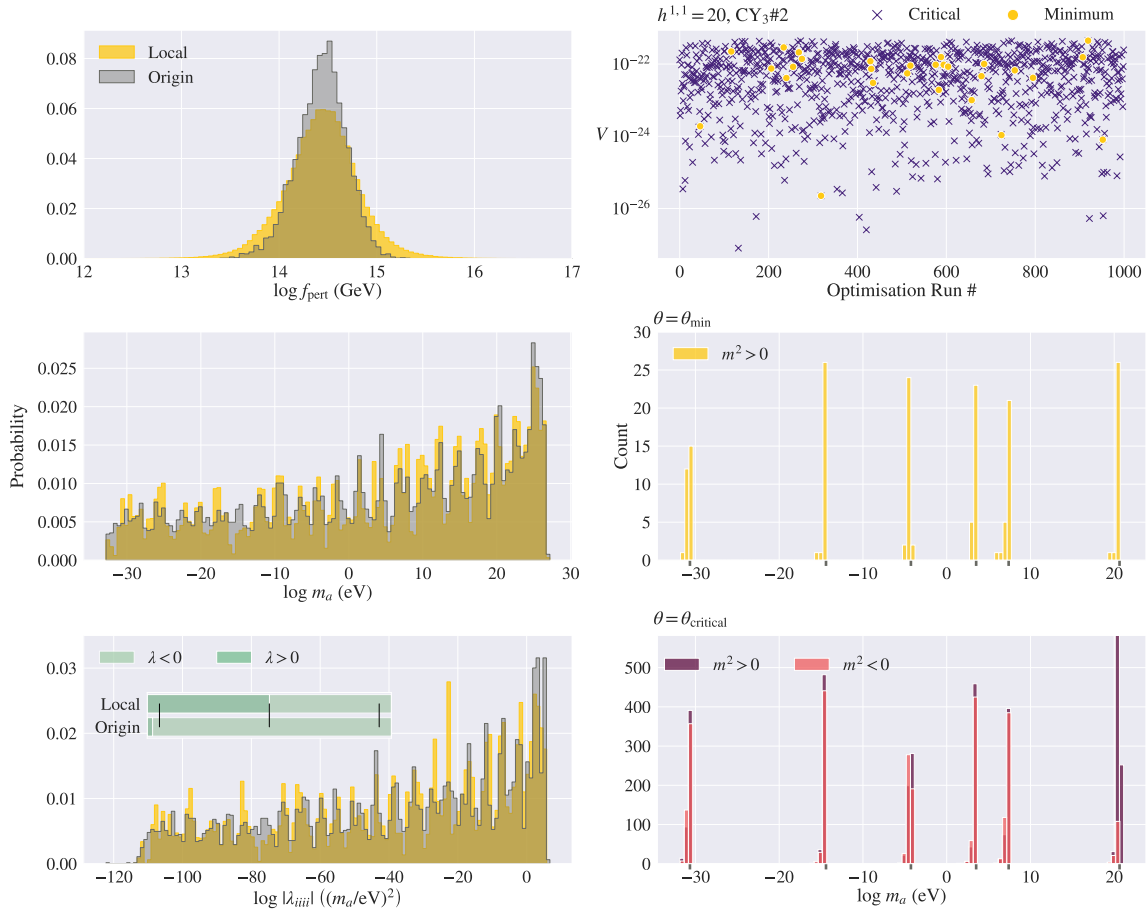 Local
Origin
0.08
0.06
0.04
0.02
0.00
12 13 14 15 16 17
log f_pert (GeV)
h^{1,1} = 20, CY_3#2
Critical
Minimum
V
10^{-22}
10^{-24}
10^{-26}
0 200 400 600 800 1000
Optimisation Run #
Probability
0.025
0.020
0.015
0.010
0.005
0.000
−30 −20 −10 0 10 20 30
log m_a (eV)
θ = θ_min
m² > 0
Count
30
25
20
15
10
5
0
−30 −20 −10 0 10 20
λ < 0
λ > 0
Local
Origin
0.03
0.02
0.01
0.00
−120 −100 −80 −60 −40 −20 0
log |λ_{iiii}| ((m_a/eV)²)
θ = θ_critical
m² > 0
m² < 0
500
400
300
200
100
0
−30 −20 −10 0 10 20
log m_a (eV)